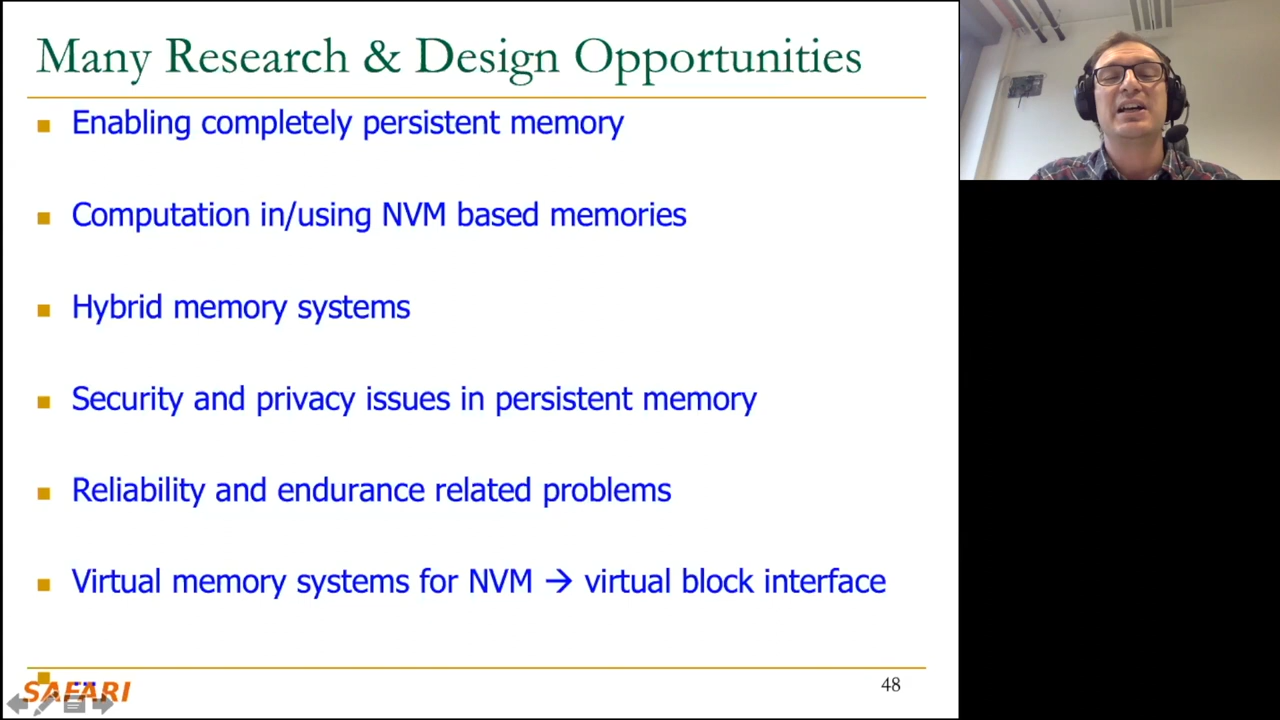 Many Research & Design Opportunities
Enabling completely persistent memory
Computation in/using NVM based memories
Hybrid memory systems
Security and privacy issues in persistent memory
Reliability and endurance related problems
Virtual memory systems for NVM → virtual block interface
...
SAFARI
48